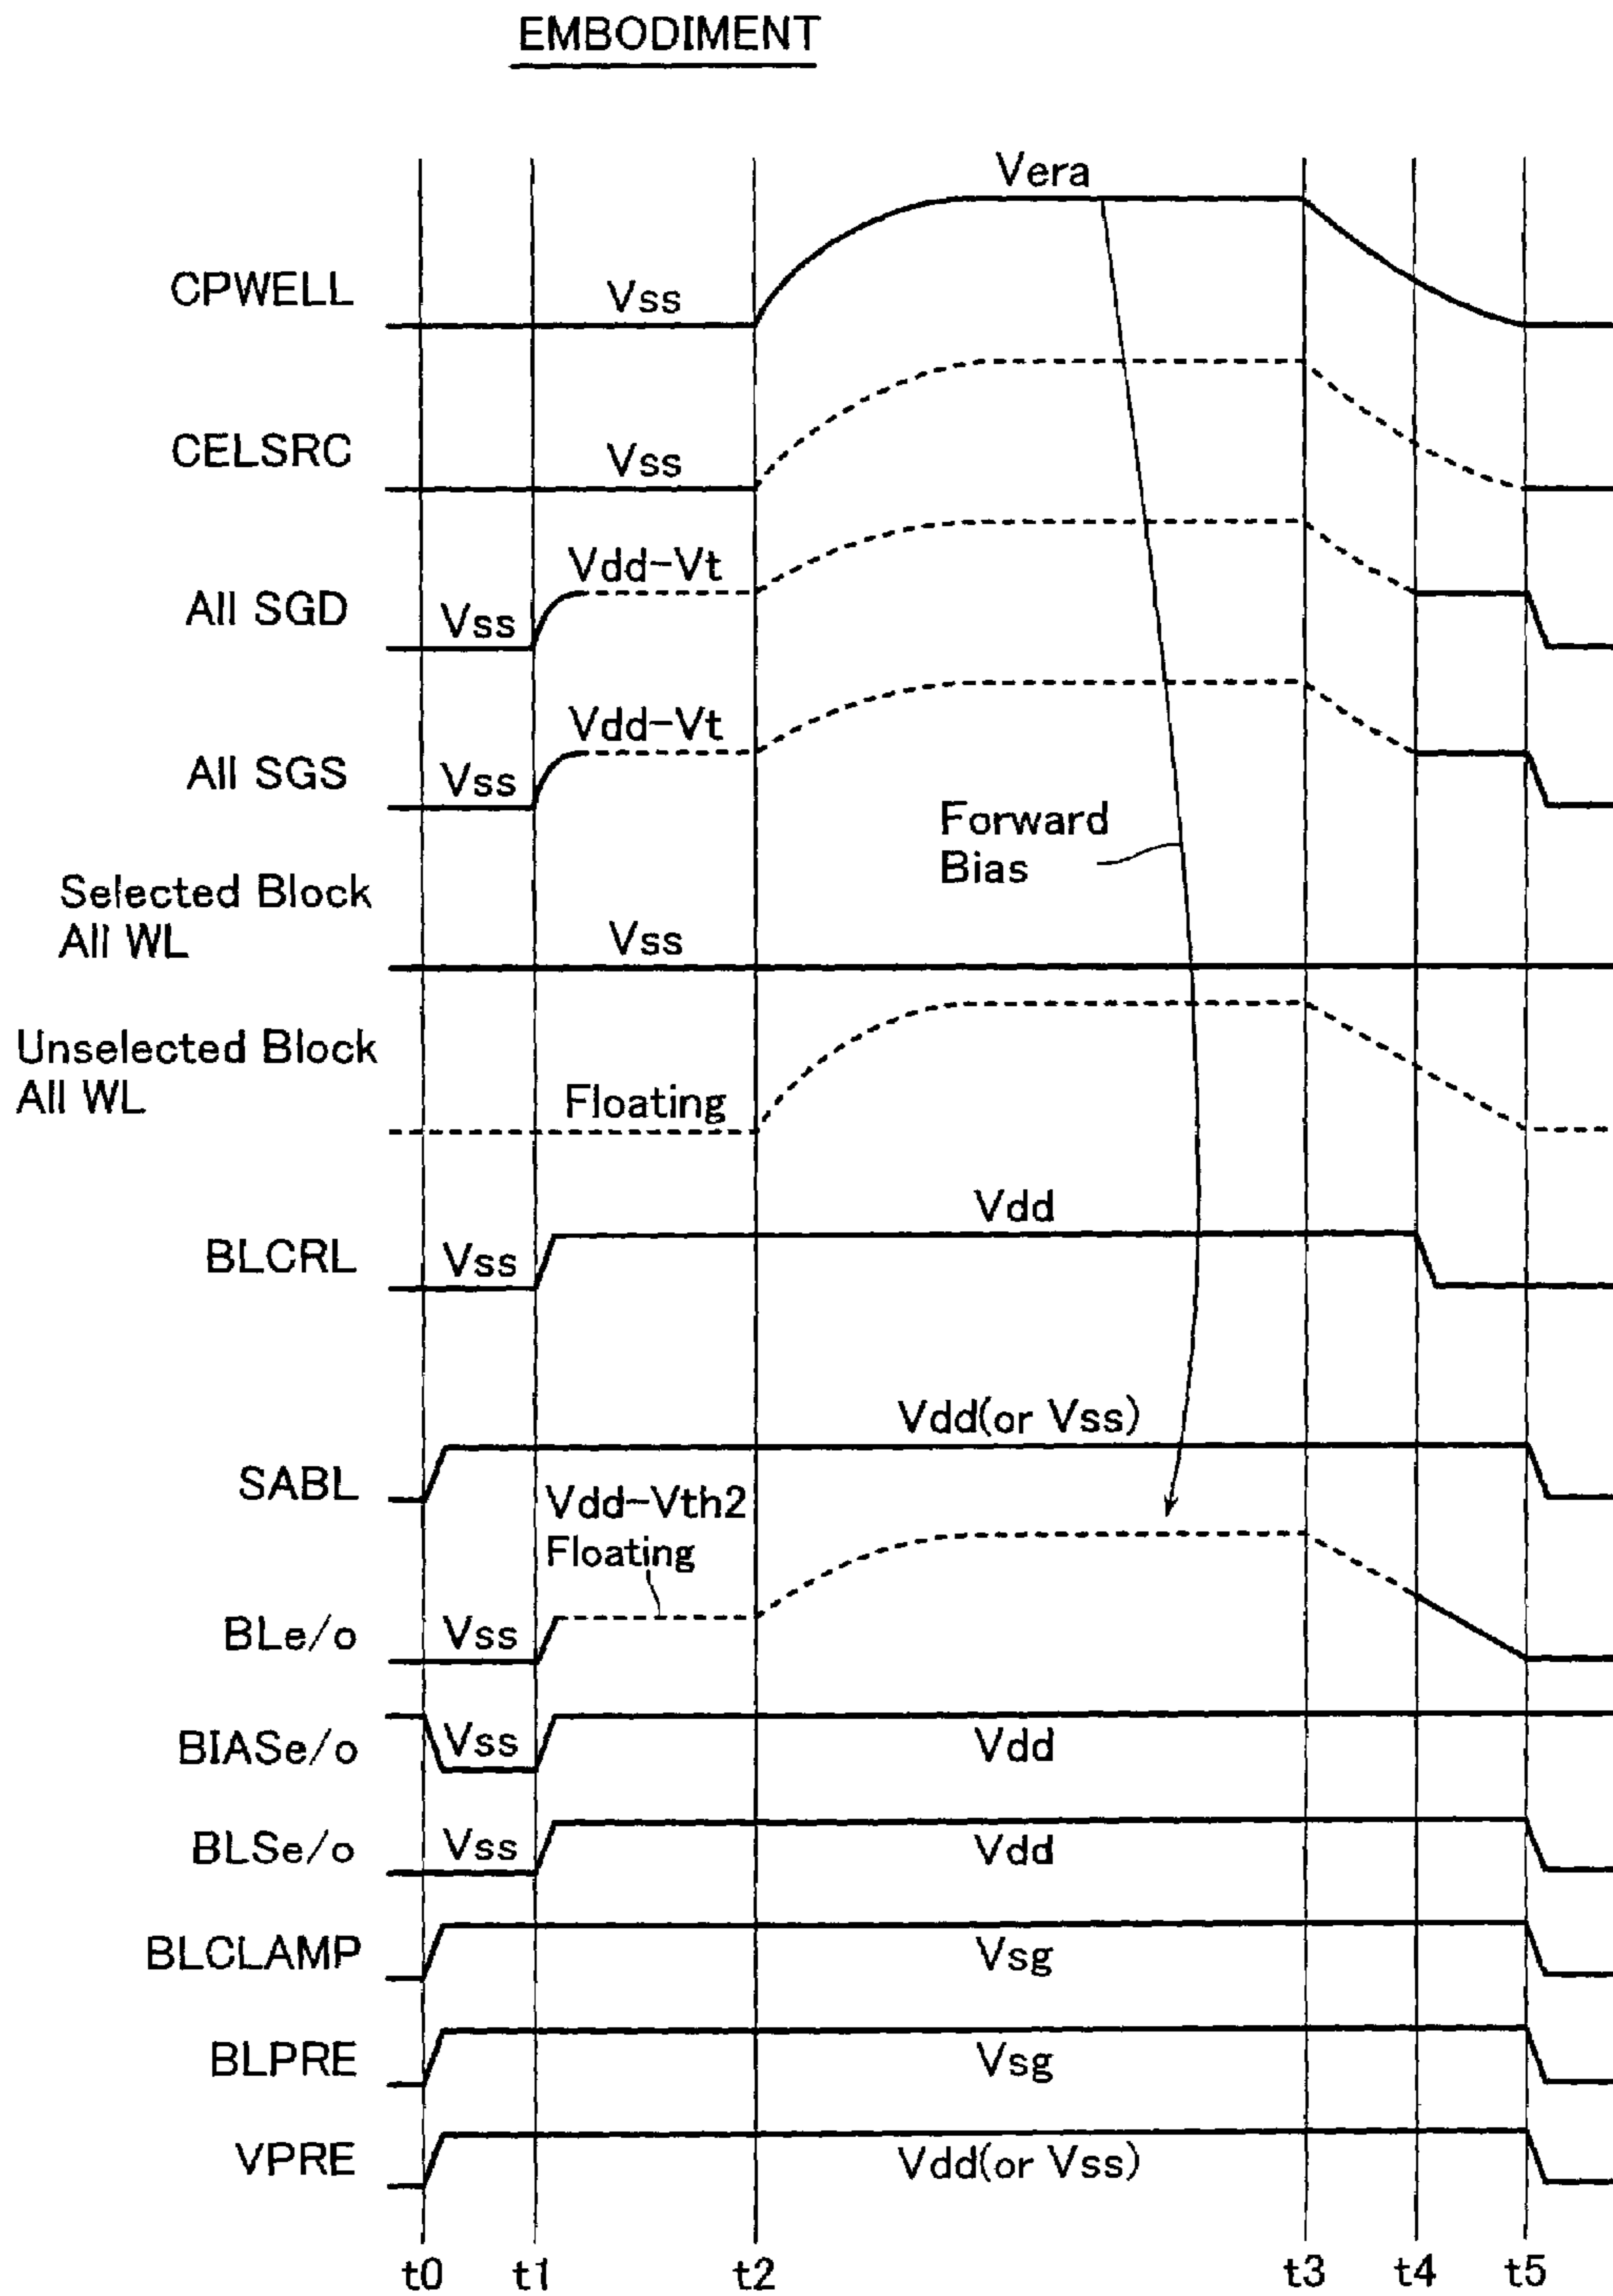 EMBODIMENT
Vera
CPWELL
Vss
CELSRC
Vss
Vdd-Vt
All SGD
Vss
Vdd-Vt
All SGS
Vss
Forward
Bias
Selected Block
All WL
Vss
Unselected Block
All WL
Floating
Vdd
BLCRL
Vss
Vdd(or Vss)
SABL
Vdd-Vth2
Floating
BLe/o
Vss
BIASe/o
Vss
Vdd
BLSe/o
Vss
Vdd
BLCLAMP
Vsg
BLPRE
Vsg
VPRE
Vdd(or Vss)
t0 t1 t2 t3 t4 t5